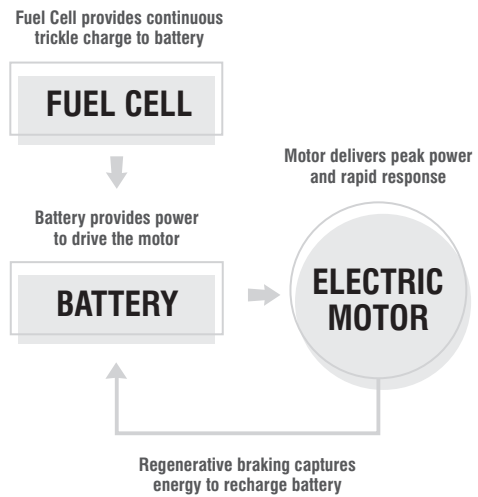 Fuel Cell provides continuous
trickle charge to battery
FUEL CELL
Motor delivers peak power
and rapid response
Battery provides power
to drive the motor
BATTERY
ELECTRIC
MOTOR
Regenerative braking captures
energy to recharge battery